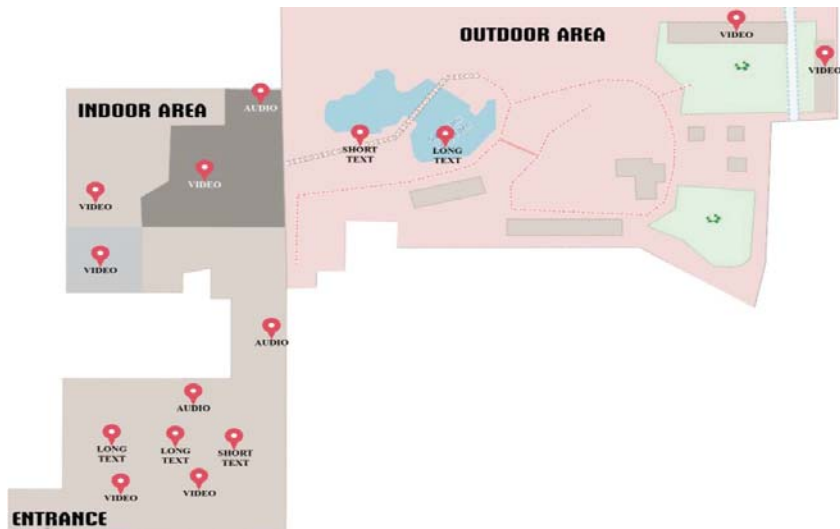 OUTDOOR AREA
VIDEO
VIDEO
INDOOR AREA
AUDIO
SHORT
TEXT
LONG
TEXT
VIDEO
VIDEO
VIDEO
AUDIO
AUDIO
LONG
TEXT
LONG
TEXT
SHORT
TEXT
VIDEO
VIDEO
ENTRANCE